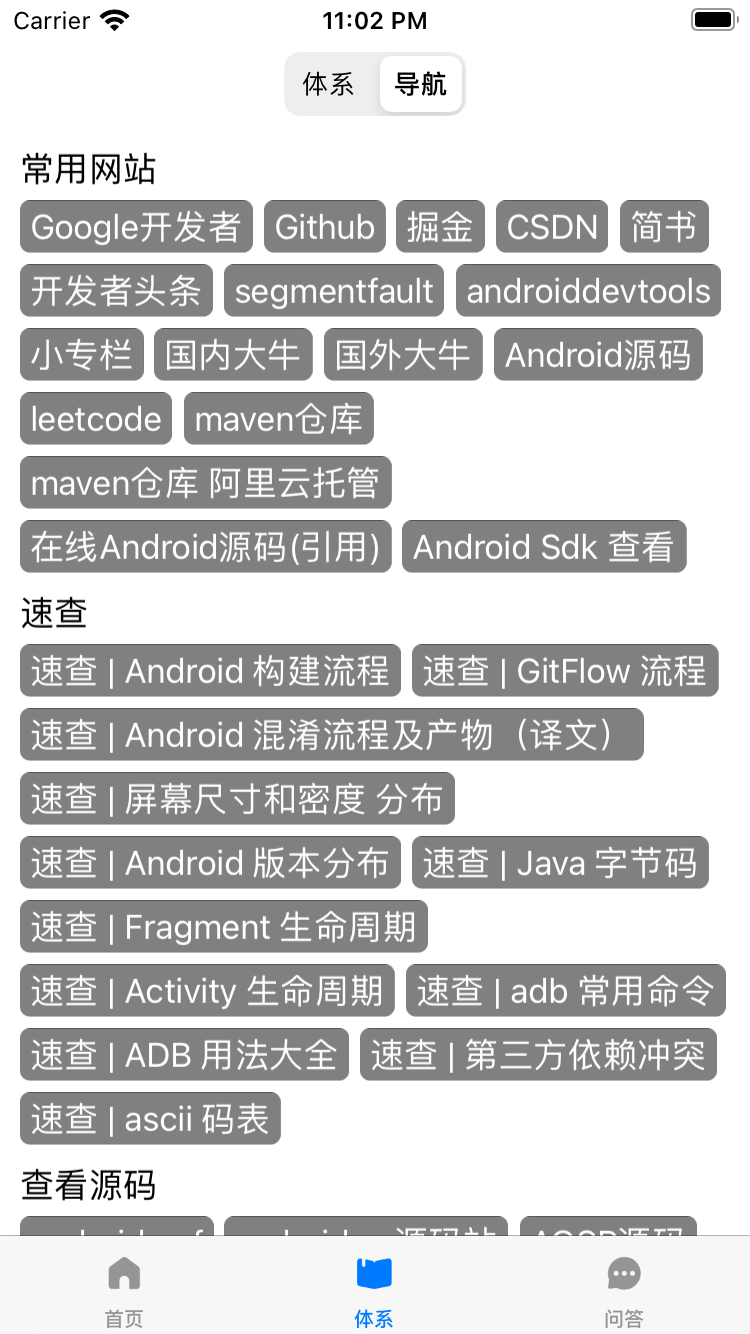 Carrier 11:02 PM
体系 导航
常用网站
Google开发者 Github 掘金 CSDN 简书
开发者头条 segmentfault androiddevtools
小专栏 国内大牛 国外大牛 Android源码
leetcode maven仓库
maven仓库 阿里云托管
在线Android源码(引用) Android Sdk 查看
速查
速查 | Android 构建流程 速查 | GitFlow 流程
速查 | Android 混淆流程及产物（译文）
速查 | 屏幕尺寸和密度 分布
速查 | Android 版本分布 速查 | Java 字节码
速查 | Fragment 生命周期
速查 | Activity 生命周期 速查 | adb 常用命令
速查 | ADB 用法大全 速查 | 第三方依赖冲突
速查 | ascii 码表
查看源码
AOSP源码
首页 体系 问答